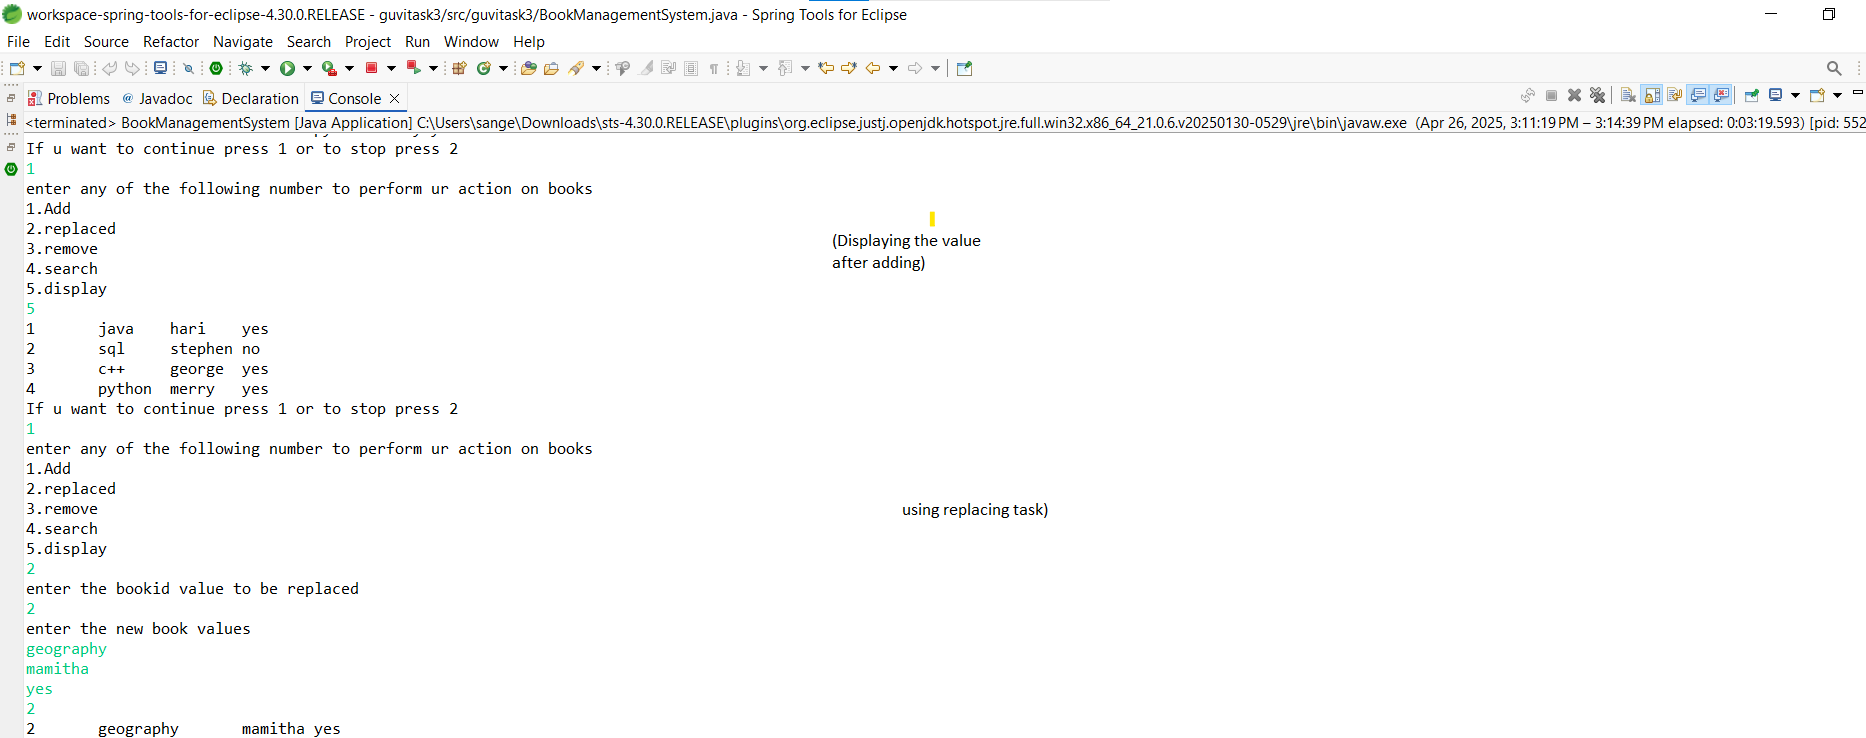 workspace-spring-tools-for-eclipse-4.30.0.RELEASE - guvitask3/src/guvitask3/BookManagementSystem.java - Spring Tools for Eclipse
File Edit Source Refactor Navigate Search Project Run Window Help
Problems @ Javadoc Declaration Console
<terminated> BookManagementSystem [Java Application] C:\Users\sange\Downloads\sts-4.30.0.RELEASE\plugins\org.eclipse.justj.openjdk.hotspot.jre.full.win32.x86_64_21.0.6.v20250130-0529\jre\bin\javaw.exe (Apr 26, 2025, 3:11:19 PM – 3:14:39 PM elapsed: 0:03:19.593) [pid: 552
If u want to continue press 1 or to stop press 2
1
enter any of the following number to perform ur action on books
1.Add
2.replaced
(Displaying the value
3.remove
after adding)
4.search
5.display
5
1 java hari yes
2 sql stephen no
3 c++ george yes
4 python merry yes
If u want to continue press 1 or to stop press 2
1
enter any of the following number to perform ur action on books
1.Add
2.replaced
3.remove
using replacing task)
4.search
5.display
2
enter the bookid value to be replaced
2
enter the new book values
geography
mamitha
yes
2
2 geography mamitha yes